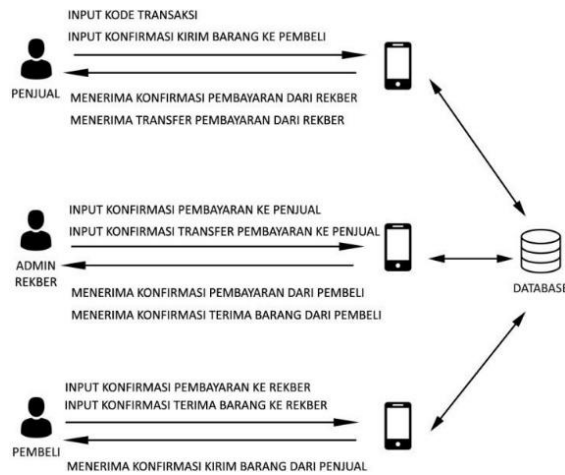 INPUT KODE TRANSAKSI
INPUT KONFIRMASI KIRIM BARANG KE PEMBELI
PENJUAL
MENERIMA KONFIRMASI PEMBAYARAN DARI REKBER
MENERIMA TRANSFER PEMBAYARAN DARI REKBER
INPUT KONFIRMASI PEMBAYARAN KE PENJUAL
INPUT KONFIRMASI TRANSFER PEMBAYARAN KE PENJUAL
ADMIN
REKBER
MENERIMA KONFIRMASI PEMBAYARAN DARI PEMBELI
MENERIMA KONFIRMASI TERIMA BARANG DARI PEMBELI
DATABASE
INPUT KONFIRMASI PEMBAYARAN KE REKBER
INPUT KONFIRMASI TERIMA BARANG KE REKBER
PEMBELI
MENERIMA KONFIRMASI KIRIM BARANG DARI PENJUAL